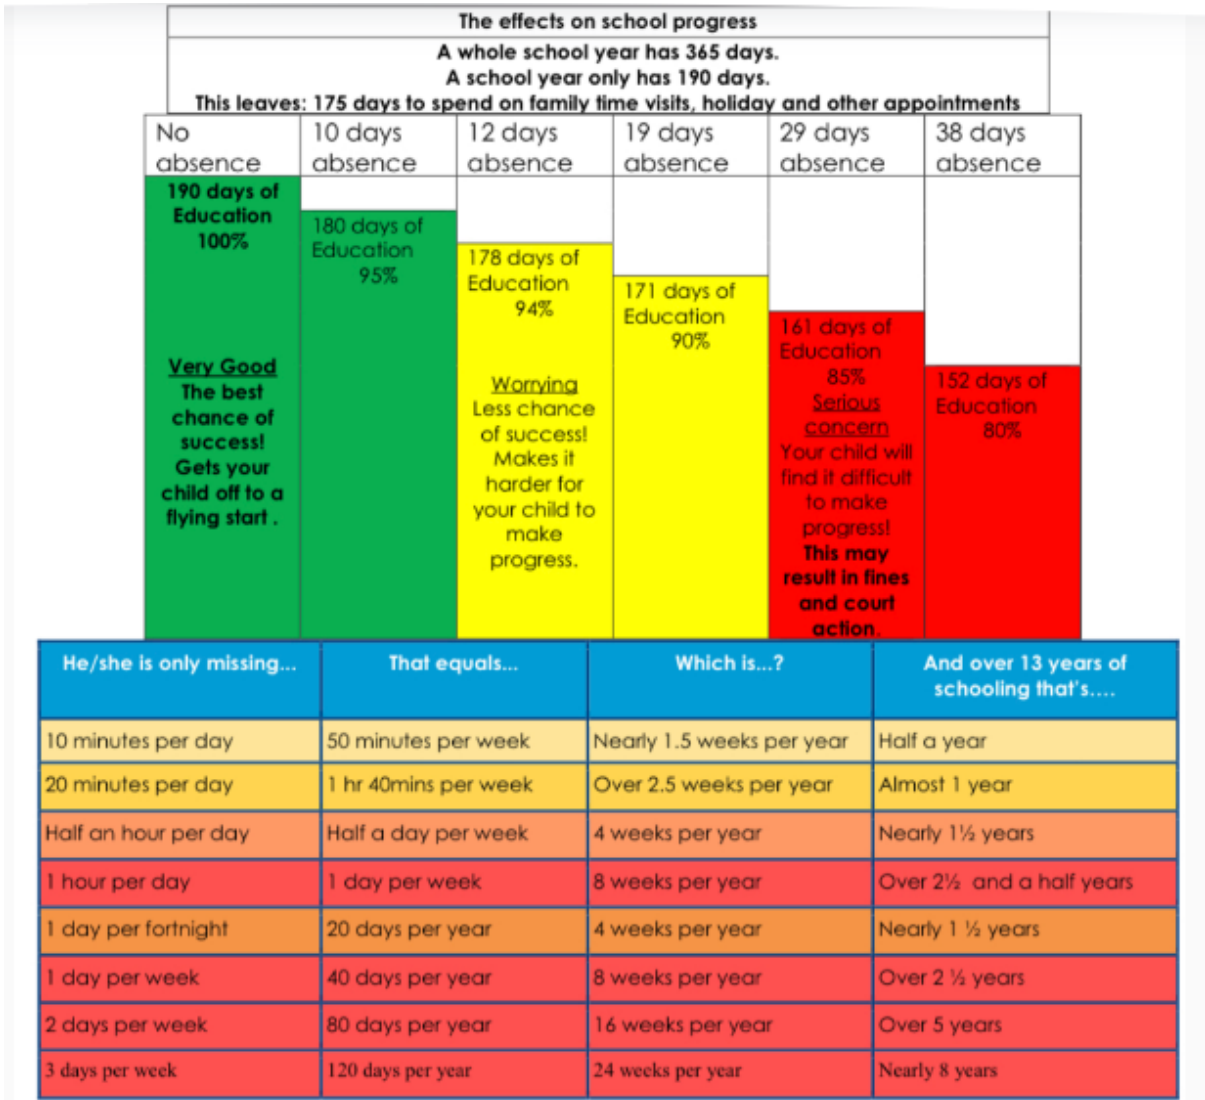 The effects on school progress
A whole school year has 365 days.
A school year only has 190 days.
This leaves: 175 days to spend on family time visits, holiday and other appointments
No absence
10 days absence
12 days absence
19 days absence
29 days absence
38 days absence
190 days of
Education
100%
Very Good
The best
chance of
success!
Gets your
child off to a
flying start .
180 days of
Education
95%
178 days of
Education
94%
Worrying
Less chance
of success!
Makes it
harder for
your child to
make
progress.
171 days of
Education
90%
161 days of
Education
85%
Serious
concern
Your child will
find it difficult
to make
progress!
This may
result in fines
and court
action.
152 days of
Education
80%
He/she is only missing... That equals... Which is...? And over 13 years of schooling that's....
10 minutes per day 50 minutes per week Nearly 1.5 weeks per year Half a year
20 minutes per day 1 hr 40mins per week Over 2.5 weeks per year Almost 1 year
Half an hour per day Half a day per week 4 weeks per year Nearly 1½ years
1 hour per day 1 day per week 8 weeks per year Over 2½ and a half years
1 day per fortnight 20 days per year 4 weeks per year Nearly 1 ½ years
1 day per week 40 days per year 8 weeks per year Over 2 ½ years
2 days per week 80 days per year 16 weeks per year Over 5 years
3 days per week 120 days per year 24 weeks per year Nearly 8 years